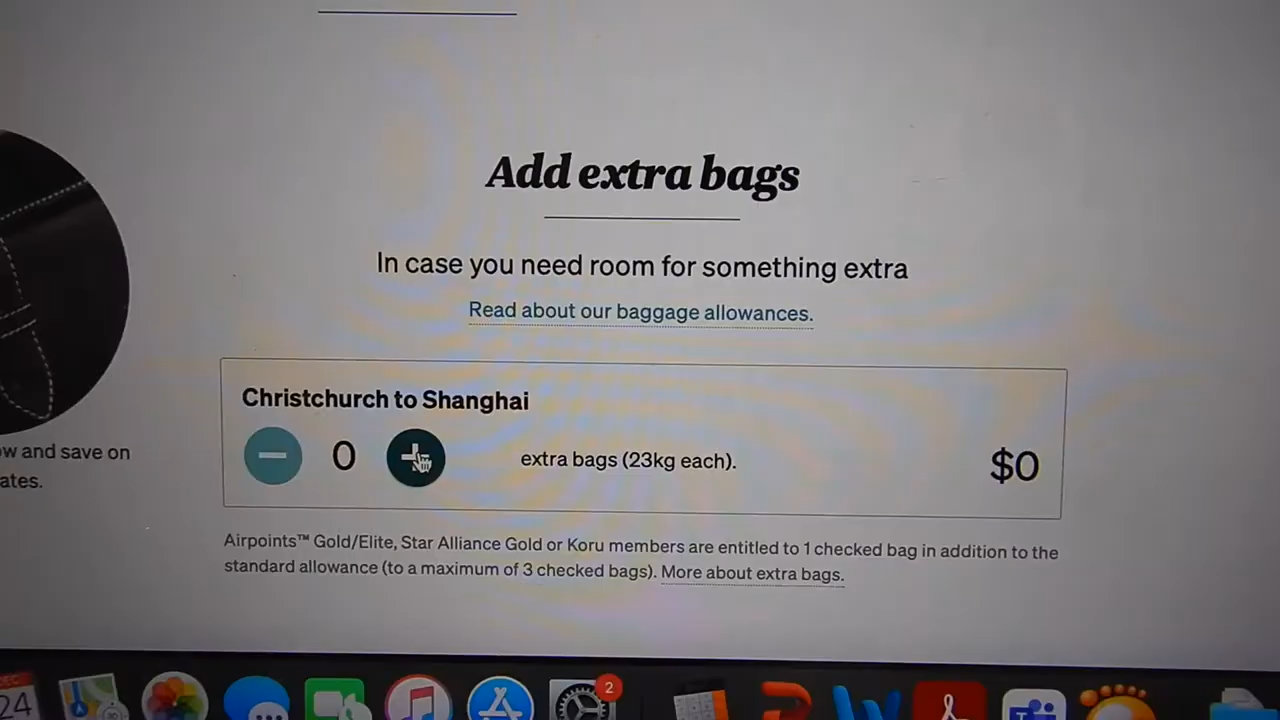 Add extra bags
In case you need room for something extra
Read about our baggage allowances.
Christchurch to Shanghai
0 extra bags (23kg each). $0
ow and save on
ates.
Airpoints™ Gold/Elite, Star Alliance Gold or Koru members are entitled to 1 checked bag in addition to the
standard allowance (to a maximum of 3 checked bags). More about extra bags.
DEC
24
2